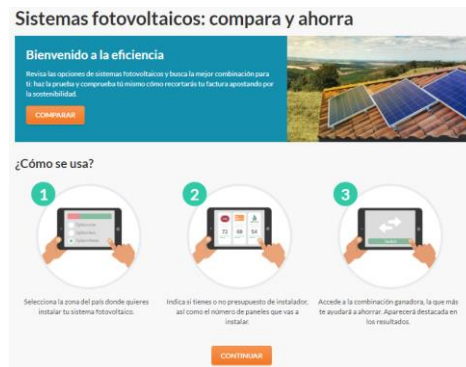 Sistemas fotovoltaicos: compara y ahorra
Bienvenido a la eficiencia
Revisa las opciones de sistemas fotovoltaicos y busca la mejor combinación para
ti: haz la prueba y comprueba tú mismo cómo recortarás tu factura apostando por
la sostenibilidad.
COMPARAR
¿Cómo se usa?
1
2
3
72
68
54
Selecciona la zona del país donde quieres
instalar tu sistema fotovoltaico.
Indica si tienes o no presupuesto de instalador,
así como el número de paneles que vas a
instalar.
Accede a la combinación ganadora, la que más
te ayudará a ahorrar. Aparecerá destacada en
los resultados.
CONTINUAR